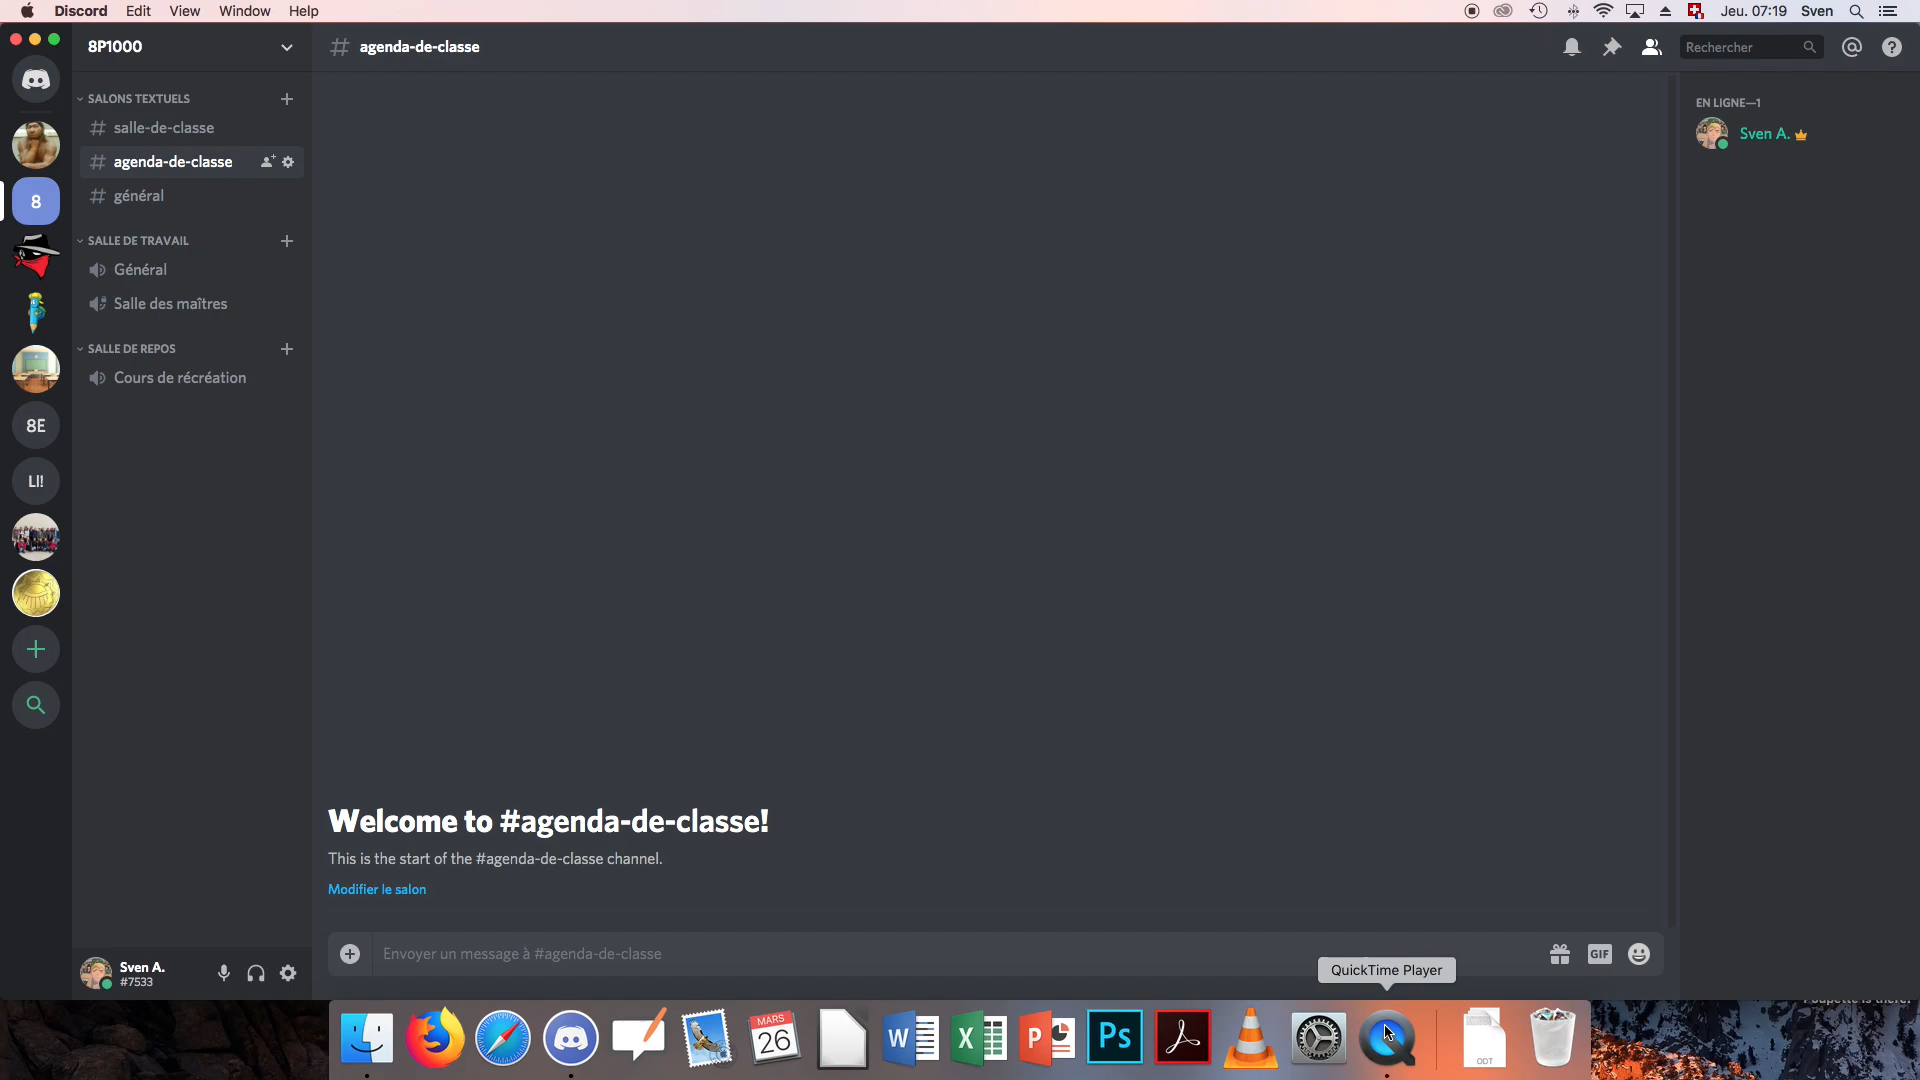 Discord Edit View Window Help
Jeu. 07:19 Sven
8P1000
agenda-de-classe
Rechercher
SALONS TEXTUELS
salle-de-classe
agenda-de-classe
général
SALLE DE TRAVAIL
Général
Salle des maîtres
SALLE DE REPOS
Cours de récréation
8
8E
LI!
EN LIGNE—1
Sven A.
Welcome to #agenda-de-classe!
This is the start of the #agenda-de-classe channel.
Modifier le salon
Envoyer un message à #agenda-de-classe
GIF
Sven A.
#7533
QuickTime Player
MARS
26
W
X
P
Ps
ODT